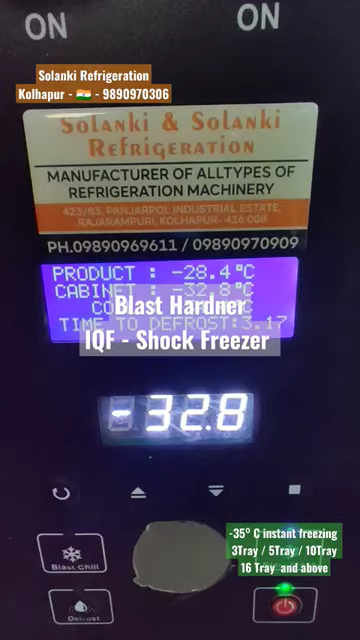 ON
ON
Solanki Refrigeration
Kolhapur - 🇮🇳 - 9890970306
Solanki & Solanki
Refrigeration
MANUFACTURER OF ALLTYPES OF
REFRIGERATION MACHINERY
423/B3, PANJARPOL INDUSTRIAL ESTATE,
RAJARAMPURI, KOLHAPUR- 416 008.
PH.09890969611 / 09890970909
PRODUCT : -28.4°C
CABINET : -32.8°C
Blast Hardner
TIME TO DEFROST:3.17
IQF - Shock Freezer
-32.8
-35° C instant freezing
3Tray / 5Tray / 10Tray
16 Tray and above
Blast Chill
Defrost